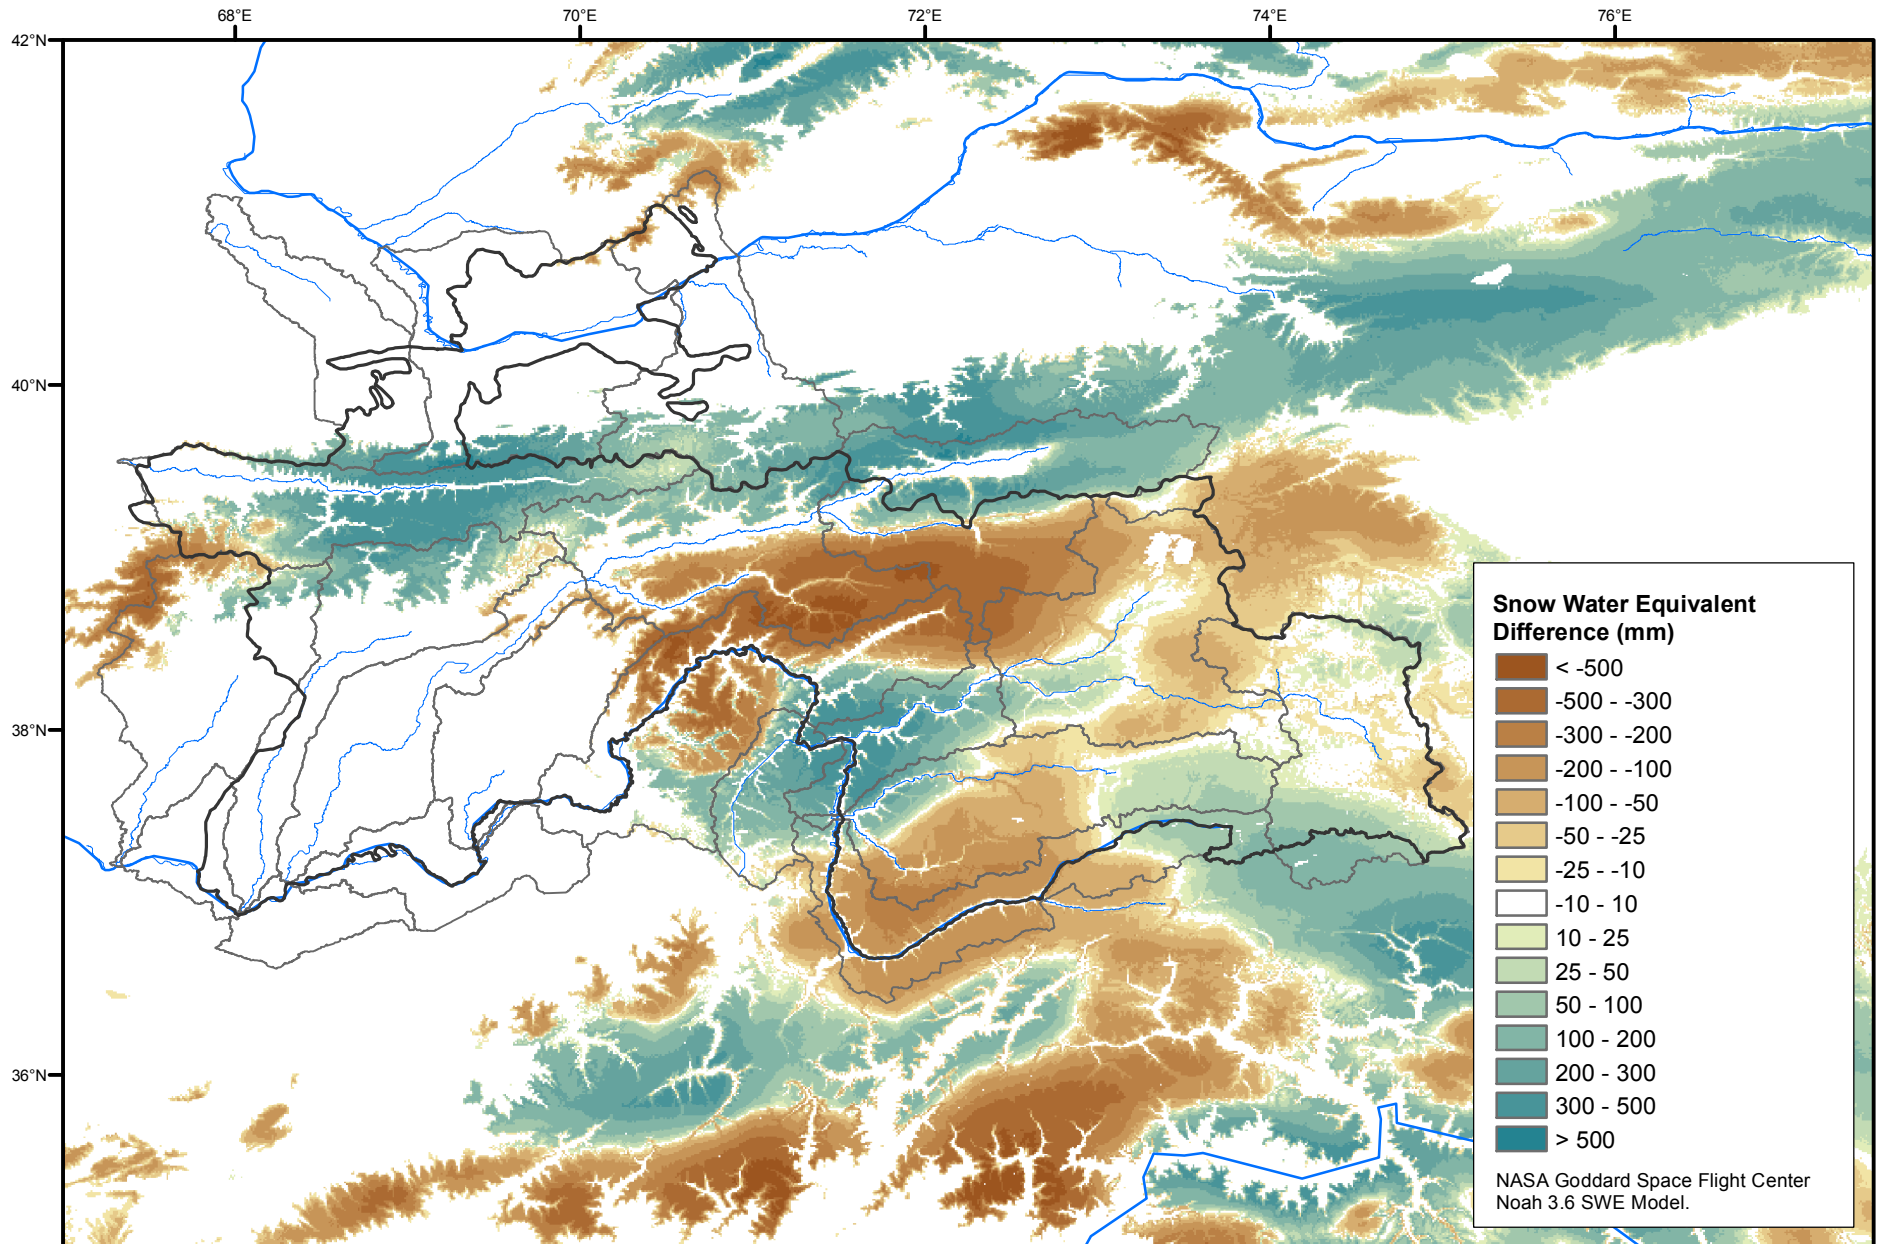 68°E
70°E
72°E
74°E
76°E
42°N
40°N
38°N
36°N
Snow Water Equivalent
Difference (mm)
< -500
-500 - -300
-300 - -200
-200 - -100
-100 - -50
-50 - -25
-25 - -10
-10 - 10
10 - 25
25 - 50
50 - 100
100 - 200
200 - 300
300 - 500
> 500
NASA Goddard Space Flight Center
Noah 3.6 SWE Model.